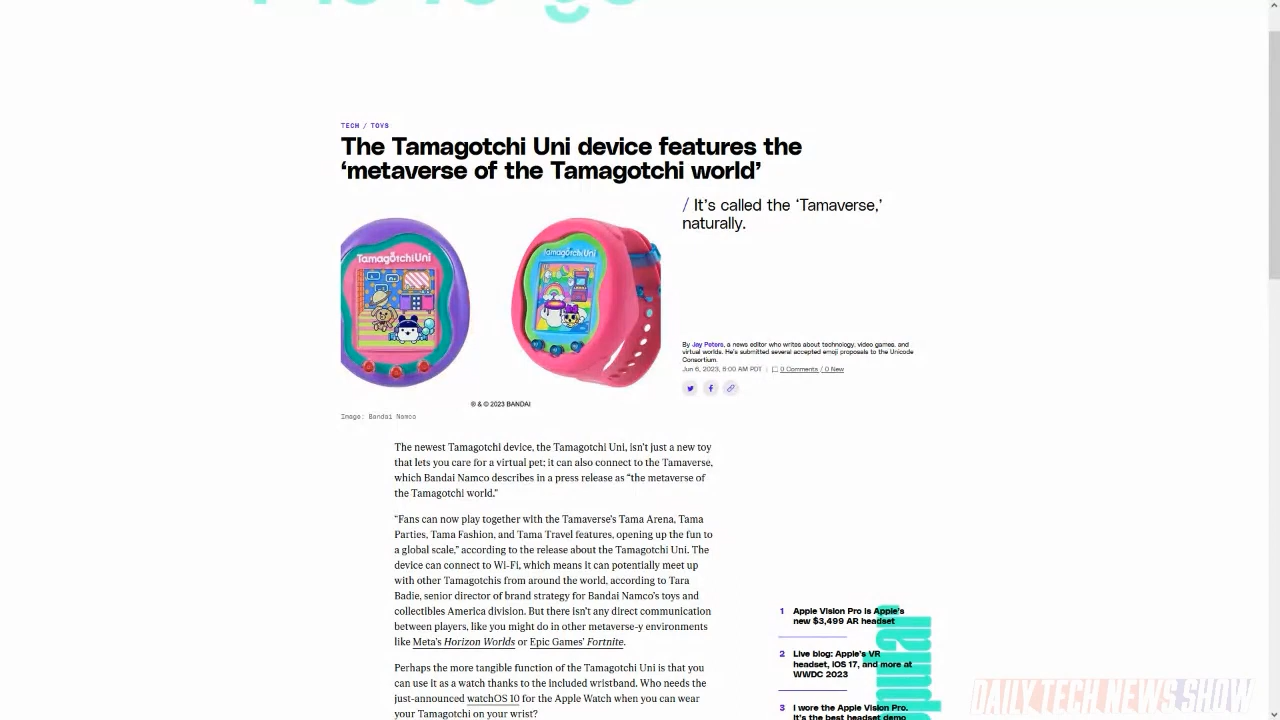 TECH / TOYS
The Tamagotchi Uni device features the
‘metaverse of the Tamagotchi world’
/ It’s called the ‘Tamaverse,’
naturally.
TamagotchiUni
TamagotchiUni
By Jay Peters, a news editor who writes about technology, video games, and
virtual worlds. He’s submitted several accepted emoji proposals to the Unicode
Consortium.
Jun 6, 2023, 6:00 AM PDT | 0 Comments / 0 New
® & © 2023 BANDAI
Image: Bandai Namco
The newest Tamagotchi device, the Tamagotchi Uni, isn’t just a new toy
that lets you care for a virtual pet; it can also connect to the Tamaverse,
which Bandai Namco describes in a press release as “the metaverse of
the Tamagotchi world.”
“Fans can now play together with the Tamaverse’s Tama Arena, Tama
Parties, Tama Fashion, and Tama Travel features, opening up the fun to
a global scale,” according to the release about the Tamagotchi Uni. The
device can connect to Wi-Fi, which means it can potentially meet up
with other Tamagotchis from around the world, according to Tara
Badie, senior director of brand strategy for Bandai Namco’s toys and
collectibles America division. But there isn’t any direct communication
between players, like you might do in other metaverse-y environments
like Meta’s Horizon Worlds or Epic Games’ Fortnite.
Perhaps the more tangible function of the Tamagotchi Uni is that you
can use it as a watch thanks to the included wristband. Who needs the
just-announced watchOS 10 for the Apple Watch when you can wear
your Tamagotchi on your wrist?
1 Apple Vision Pro is Apple’s
new $3,499 AR headset
2 Live blog: Apple’s VR
headset, iOS 17, and more at
WWDC 2023
3 I wore the Apple Vision Pro.
It’s the best headset demo
DAILY TECH NEWS SHOW